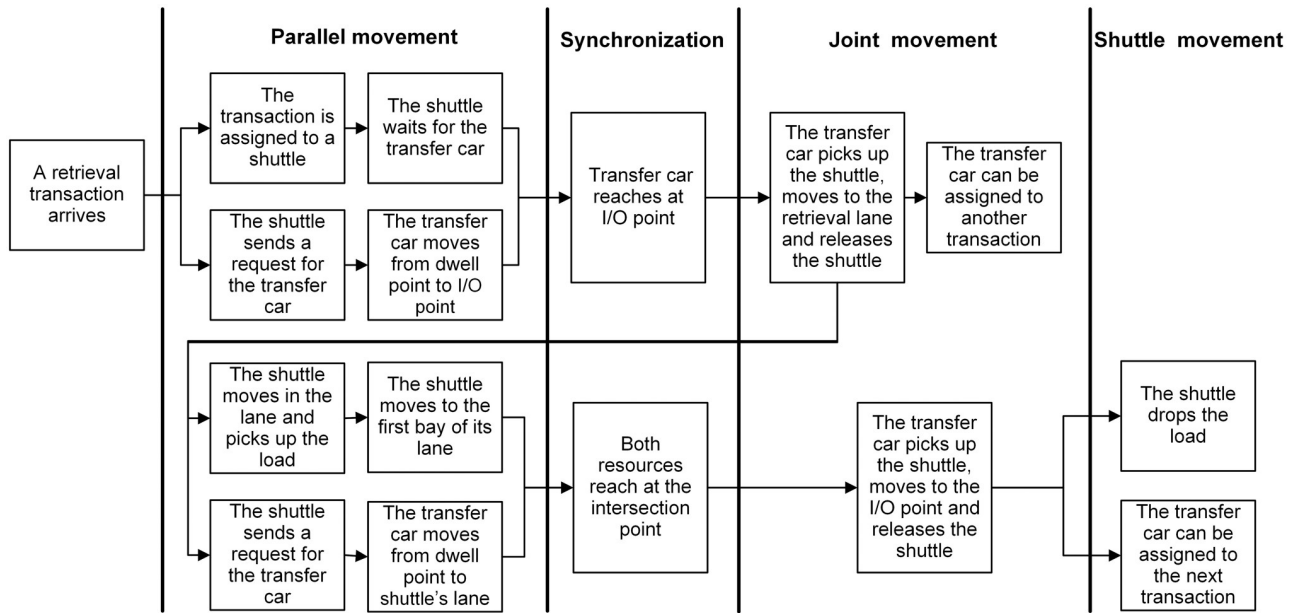 Parallel movement
Synchronization
Joint movement
Shuttle movement
A retrieval
transaction
arrives
The
transaction is
assigned to a
shuttle
The shuttle
waits for the
transfer car
The shuttle
sends a
request for
the transfer
car
The transfer
car moves
from dwell
point to I/O
point
Transfer car
reaches at
I/O point
The transfer
car picks up
the shuttle,
moves to the
retrieval lane
and releases
the shuttle
The transfer
car can be
assigned to
another
transaction
The shuttle
moves in the
lane and
picks up the
load
The shuttle
moves to the
first bay of its
lane
The shuttle
sends a
request for
the transfer
car
The transfer
car moves
from dwell
point to
shuttle's lane
Both
resources
reach at the
intersection
point
The transfer
car picks up
the shuttle,
moves to the
I/O point and
releases the
shuttle
The shuttle
drops the
load
The transfer
car can be
assigned to
the next
transaction